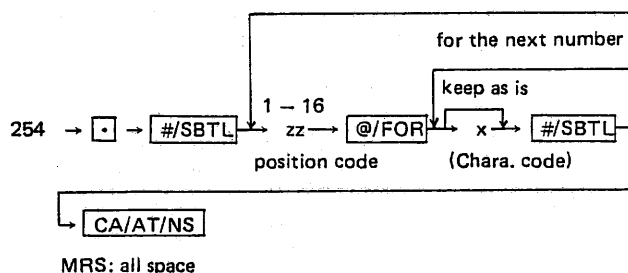 for the next number
keep as is
1 – 16
254 → · → #/SBTL → zz → @/FOR → x → #/SBTL
position code (Chara. code)
CA/AT/NS
MRS: all space